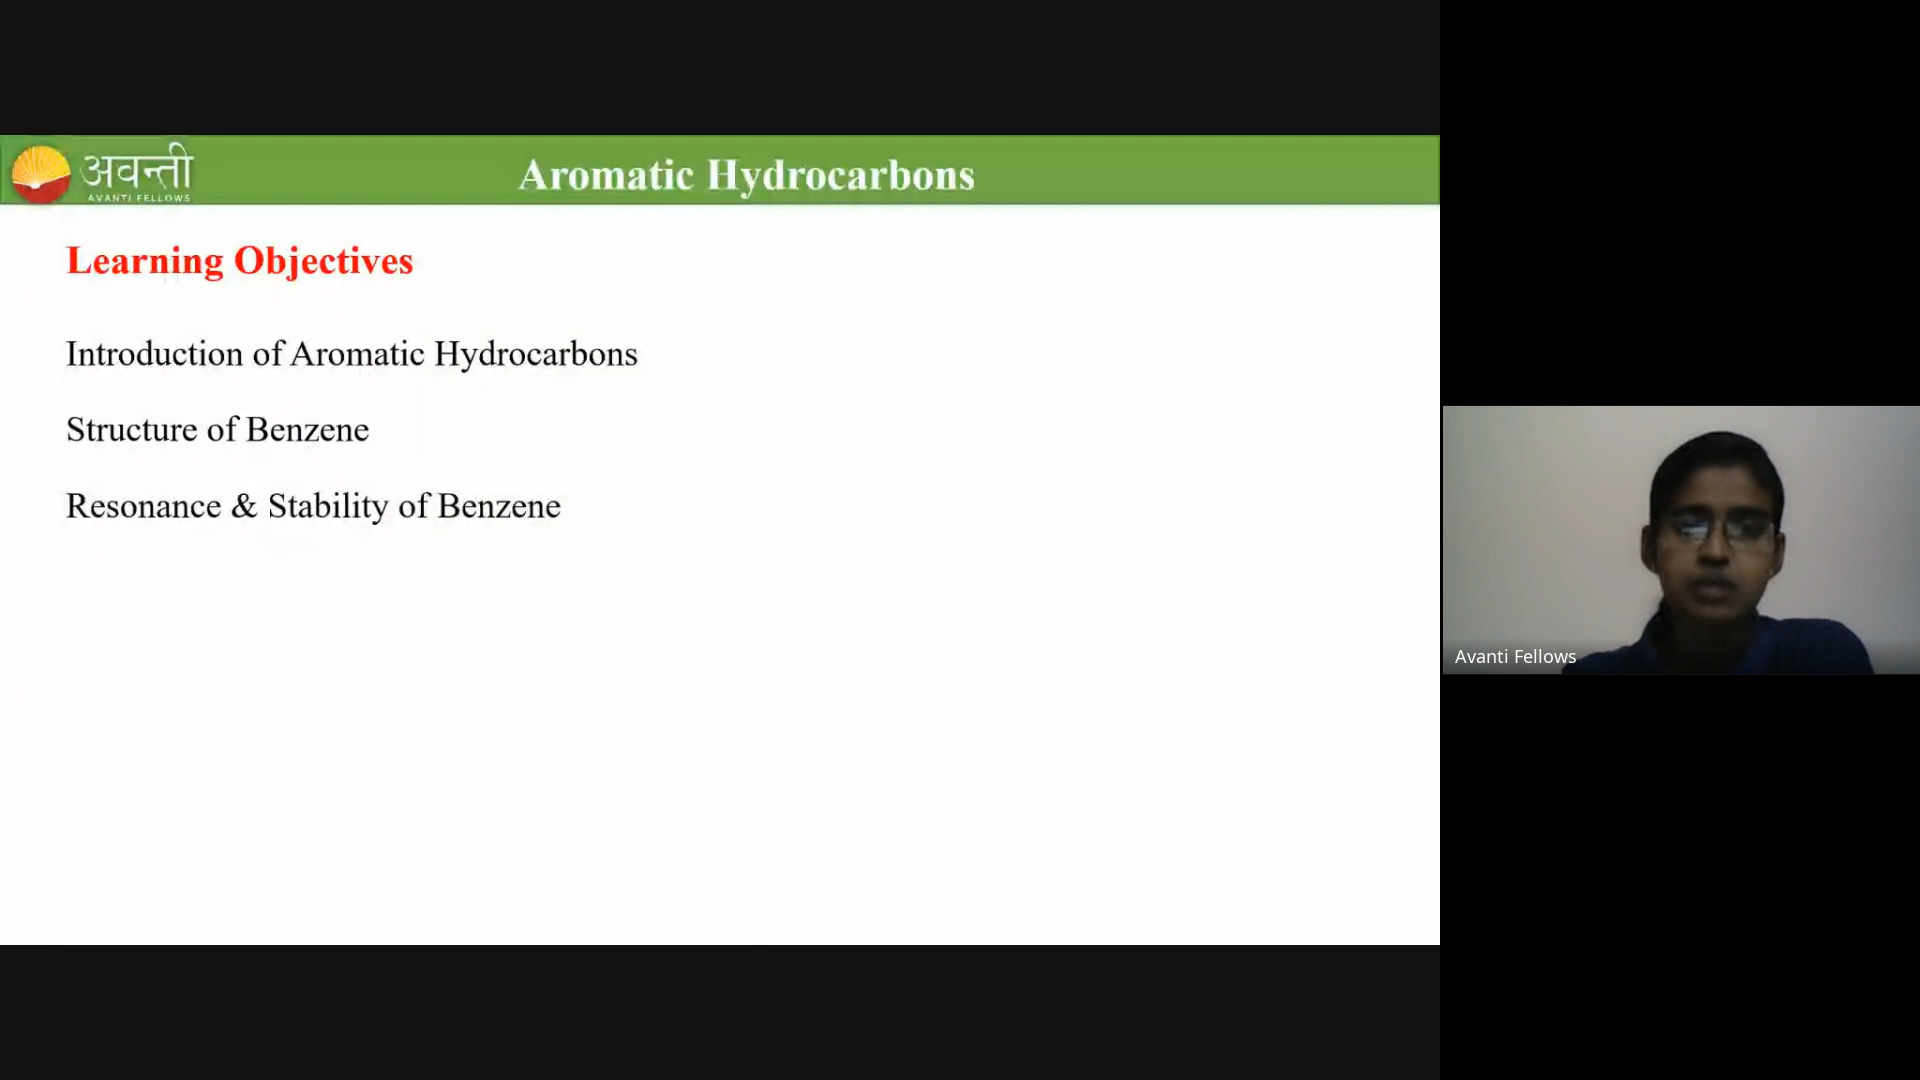 अवन्ती
AVANTI FELLOWS
Aromatic Hydrocarbons
Learning Objectives
Introduction of Aromatic Hydrocarbons
Structure of Benzene
Resonance & Stability of Benzene
Avanti Fellows